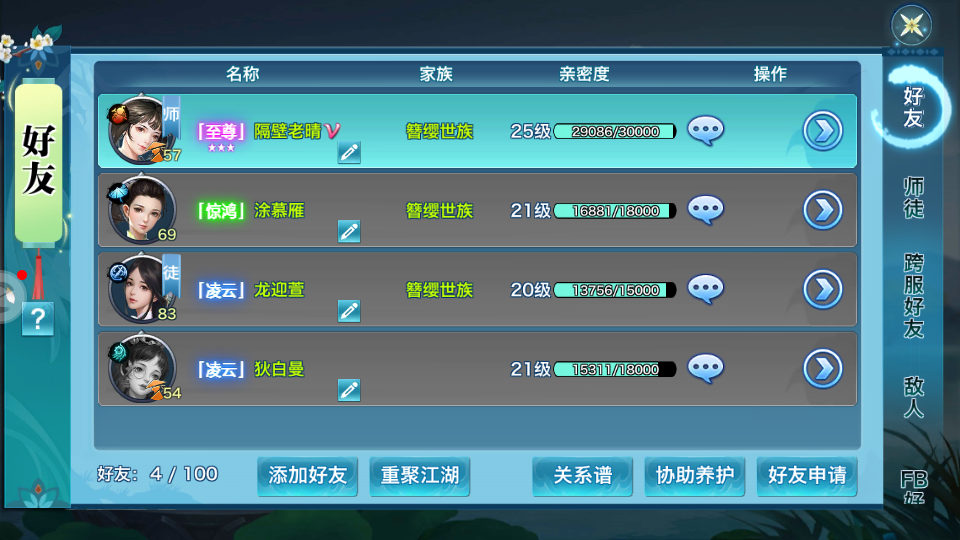 好友
?
名称 家族 亲密度 操作
师 57 「至尊」 隔壁老晴 簪缨世族 25级 29086/30000
69 「惊鸿」 涂慕雁 簪缨世族 21级 16881/18000
徒 83 「凌云」 龙迎萱 簪缨世族 20级 13756/15000
54 「凌云」 狄白曼 21级 15311/18000
好友: 4 / 100
添加好友 重聚江湖 关系谱 协助养护 好友申请
好友
师徒
跨服好友
敌人
FB好